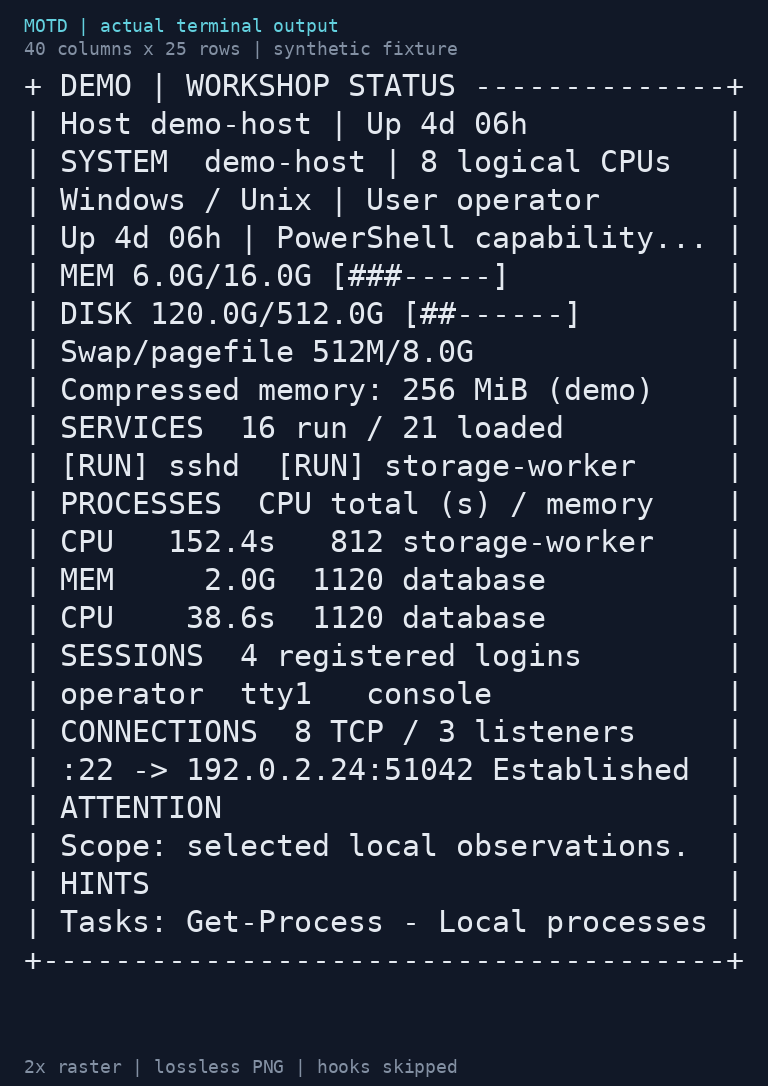 MOTD | actual terminal output
40 columns x 25 rows | synthetic fixture
+ DEMO | WORKSHOP STATUS --------------+
| Host demo-host | Up 4d 06h           |
| SYSTEM  demo-host | 8 logical CPUs   |
| Windows / Unix | User operator       |
| Up 4d 06h | PowerShell capability... |
| MEM 6.0G/16.0G [###-----]            |
| DISK 120.0G/512.0G [##------]        |
| Swap/pagefile 512M/8.0G              |
| Compressed memory: 256 MiB (demo)    |
| SERVICES  16 run / 21 loaded         |
| [RUN] sshd  [RUN] storage-worker     |
| PROCESSES  CPU total (s) / memory    |
| CPU   152.4s   812 storage-worker    |
| MEM     2.0G  1120 database          |
| CPU    38.6s  1120 database          |
| SESSIONS  4 registered logins        |
| operator  tty1   console             |
| CONNECTIONS  8 TCP / 3 listeners     |
| :22 -> 192.0.2.24:51042 Established  |
| ATTENTION                            |
| Scope: selected local observations.  |
| HINTS                                |
| Tasks: Get-Process - Local processes |
+--------------------------------------+
2x raster | lossless PNG | hooks skipped